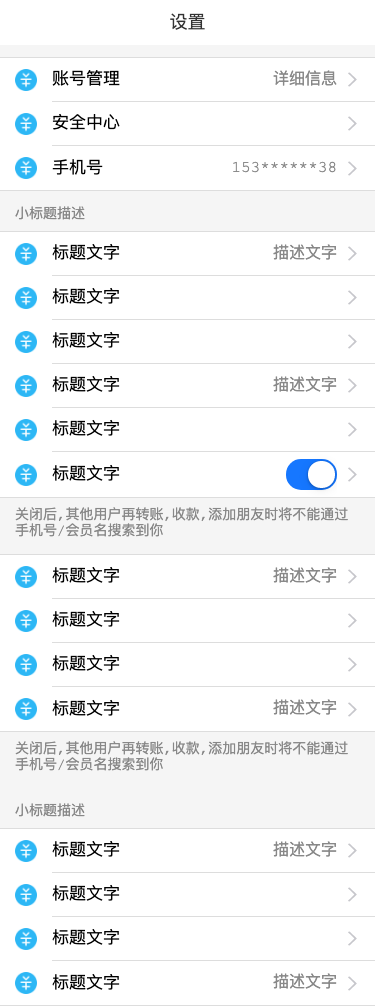 设置
账号管理 详细信息
安全中心
手机号 153******38
小标题描述
标题文字 描述文字
标题文字
标题文字
标题文字 描述文字
标题文字
标题文字
关闭后,其他用户再转账,收款,添加朋友时将不能通过
手机号/会员名搜索到你
标题文字 描述文字
标题文字
标题文字
标题文字 描述文字
关闭后,其他用户再转账,收款,添加朋友时将不能通过
手机号/会员名搜索到你
小标题描述
标题文字 描述文字
标题文字
标题文字
标题文字 描述文字